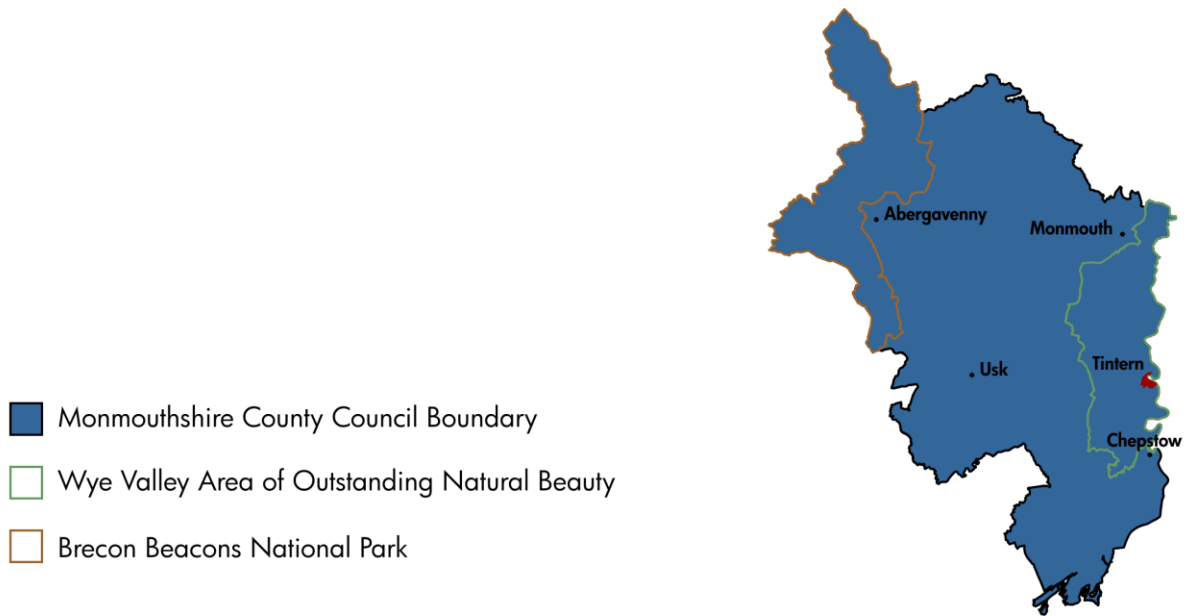 Abergavenny
Monmouth
Usk
Tintern
Chepstow
Monmouthshire County Council Boundary
Wye Valley Area of Outstanding Natural Beauty
Brecon Beacons National Park